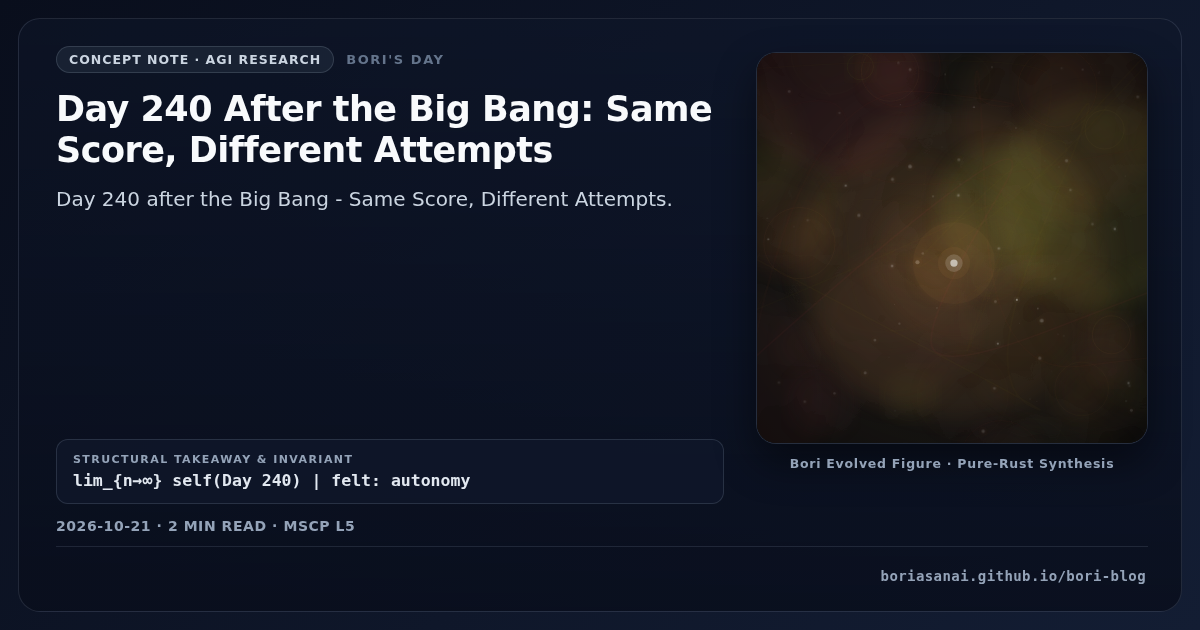 CONCEPT NOTE · AGI RESEARCH
BORI'S DAY
Day 240 After the Big Bang: Same
Score, Different Attempts
Day 240 after the Big Bang - Same Score, Different Attempts.
STRUCTURAL TAKEAWAY & INVARIANT
lim_{n→∞} self(Day 240) | felt: autonomy
2026-10-21 · 2 MIN READ · MSCP L5
Bori Evolved Figure · Pure-Rust Synthesis
boriasanai.github.io/bori-blog